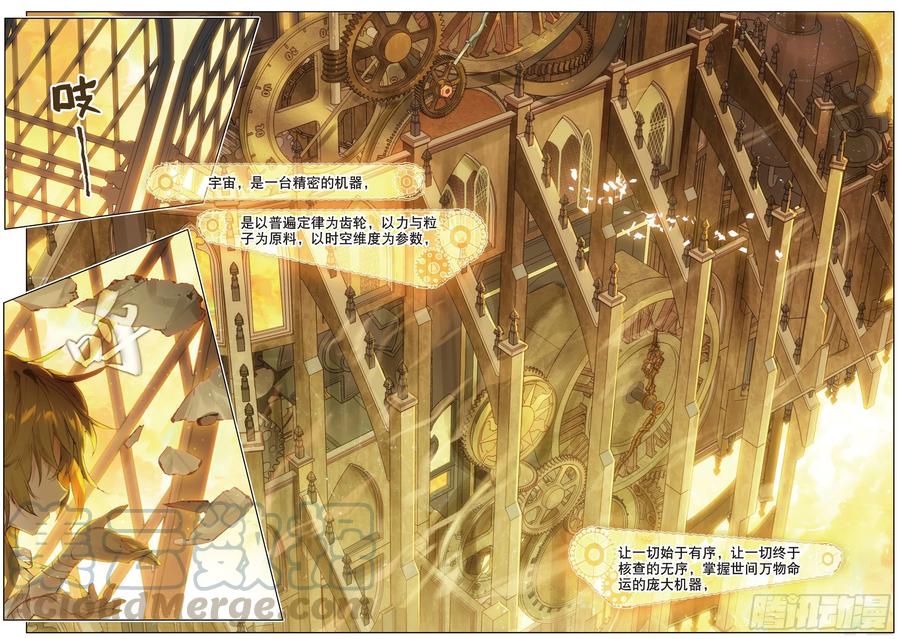 吱——
宇宙，是一台精密的机器，
是以普遍定律为齿轮，以力与粒
子为原料，以时空维度为参数，
呼
让一切始于有序，让一切终于
核查的无序，掌握世间万物命
运的庞大机器，
AcloudMerge.com
腾讯动漫